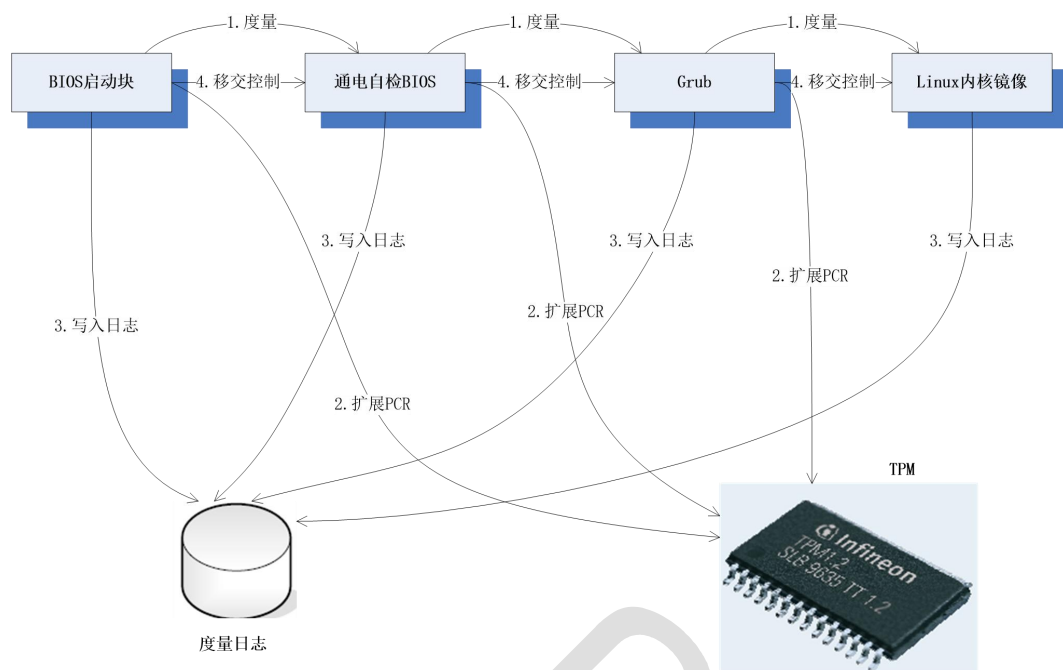 1.度量
1.度量
1.度量
BIOS启动块
4.移交控制
通电自检BIOS
4.移交控制
Grub
4.移交控制
Linux内核镜像
3.写入日志
3.写入日志
3.写入日志
2.扩展PCR
2.扩展PCR
3.写入日志
2.扩展PCR
TPM
Infineon
TPM1.2
SLB 9635 TT 1.2
度量日志